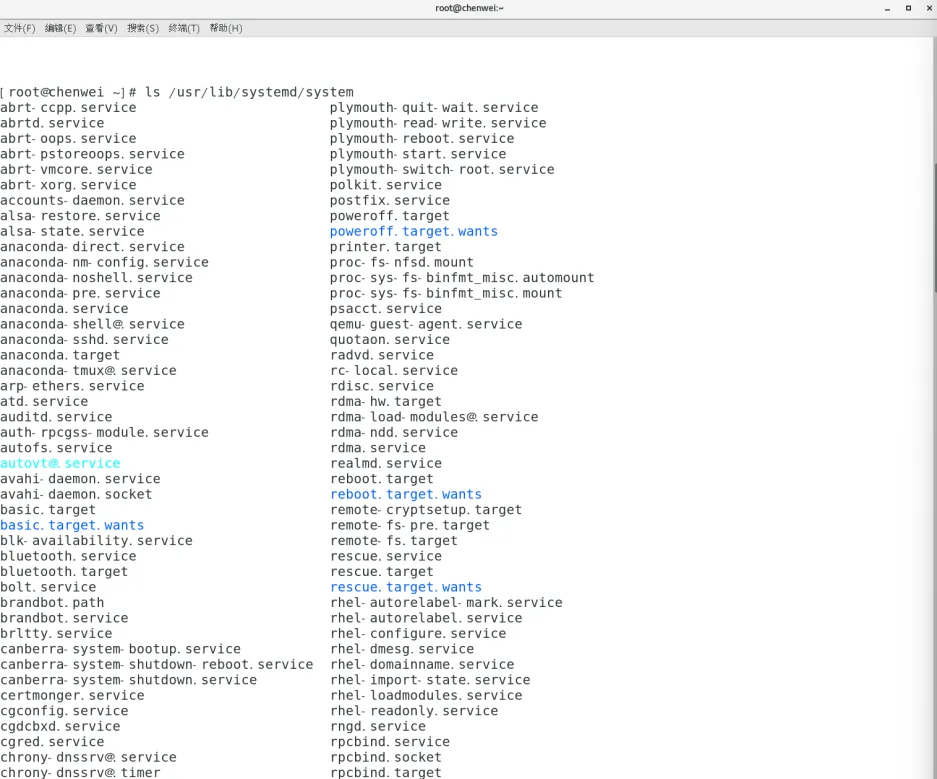 root@chenwei:~
文件(F) 编辑(E) 查看(V) 搜索(S) 终端(T) 帮助(H)
[root@chenwei ~]# ls /usr/lib/systemd/system
abrt-ccpp.service plymouth-quit-wait.service
abrtd.service plymouth-read-write.service
abrt-oops.service plymouth-reboot.service
abrt-pstoreoops.service plymouth-start.service
abrt-vmcore.service plymouth-switch-root.service
abrt-xorg.service polkit.service
accounts-daemon.service postfix.service
alsa-restore.service poweroff.target
alsa-state.service poweroff.target.wants
anaconda-direct.service printer.target
anaconda-nm-config.service proc-fs-nfsd.mount
anaconda-noshell.service proc-sys-fs-binfmt_misc.automount
anaconda-pre.service proc-sys-fs-binfmt_misc.mount
anaconda.service psacct.service
anaconda-shell@.service qemu-guest-agent.service
anaconda-sshd.service quotaon.service
anaconda.target radvd.service
anaconda-tmux@.service rc-local.service
arp-ethers.service rdisc.service
atd.service rdma-hw.target
auditd.service rdma-load-modules@.service
auth-rpcgss-module.service rdma-ndd.service
autofs.service rdma.service
autovt@.service realmd.service
avahi-daemon.service reboot.target
avahi-daemon.socket reboot.target.wants
basic.target remote-cryptsetup.target
basic.target.wants remote-fs-pre.target
blk-availability.service remote-fs.target
bluetooth.service rescue.service
bluetooth.target rescue.target
bolt.service rescue.target.wants
brandbot.path rhel-autorelabel-mark.service
brandbot.service rhel-autorelabel.service
brltty.service rhel-configure.service
canberra-system-bootup.service rhel-dmesg.service
canberra-system-shutdown-reboot.service rhel-domainname.service
canberra-system-shutdown.service rhel-import-state.service
certmonger.service rhel-loadmodules.service
cgconfig.service rhel-readonly.service
cgdcbxd.service rngd.service
cgred.service rpcbind.service
chrony-dnssrv@.service rpcbind.socket
chrony-dnssrv@.timer rpcbind.target